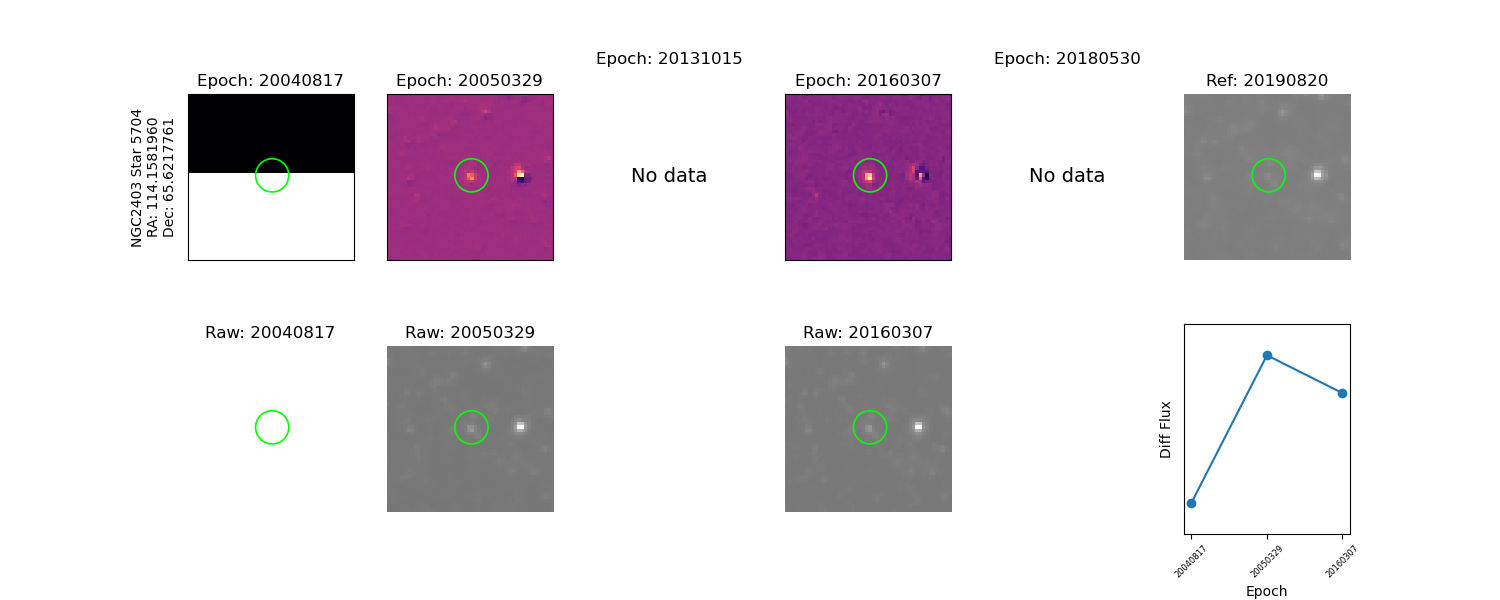 Epoch: 20040817
Epoch: 20050329
Epoch: 20131015
Epoch: 20160307
Epoch: 20180530
Ref: 20190820
NGC2403 Star 5704
RA: 114.1581960
Dec: 65.6217761
No data
No data
Raw: 20040817
Raw: 20050329
Raw: 20160307
Diff Flux
20040817
20050329
20160307
Epoch